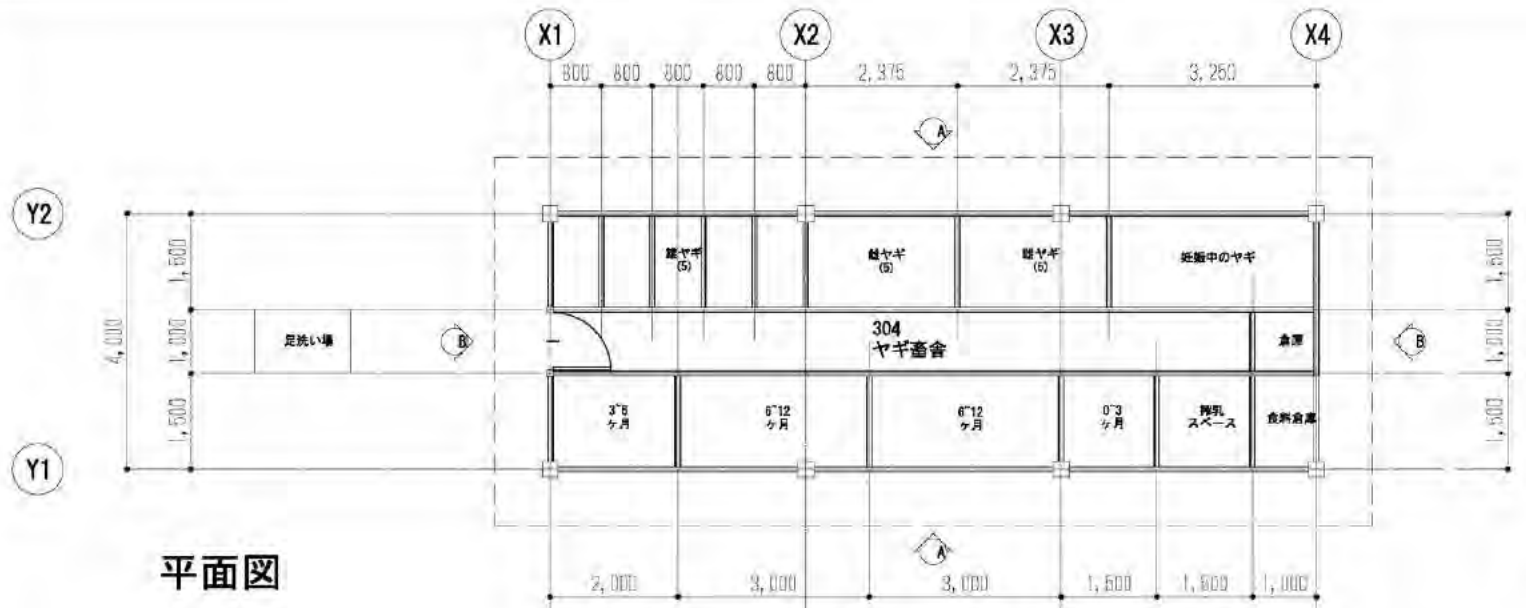 X1
X2
X3
X4
800
800
800
800
800
2,375
2,375
3,250
A
Y2
1,500
雄ヤギ
(5)
雌ヤギ
(5)
雌ヤギ
(5)
妊娠中のヤギ
1,500
4,000
1,000
足洗い場
B
304
ヤギ畜舎
倉庫
B
1,000
1,500
3~6
ヶ月
6~12
ヶ月
6~12
ヶ月
0~3
ヶ月
搾乳
スペース
食料倉庫
1,500
Y1
A
平面図
2,000
3,000
3,000
1,500
1,500
1,000